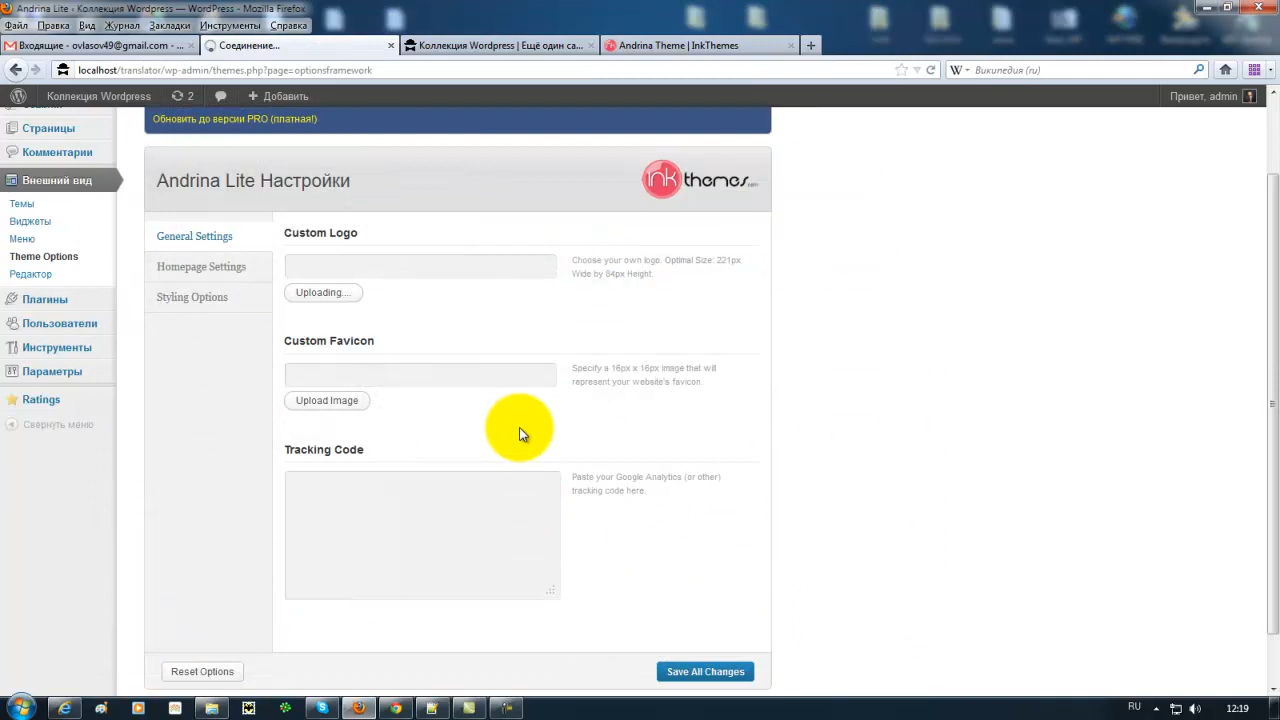 Andrina Lite ‹ Коллекция Wordpress — WordPress - Mozilla Firefox
Файл Правка Вид Журнал Закладки Инструменты Справка
Входящие - ovlasov49@gmail.com - ...
Соединение...
Коллекция Wordpress | Ещё один са...
Andrina Theme | InkThemes
localhost/translator/wp-admin/themes.php?page=optionsframework
Википедия (ru)
Коллекция Wordpress 2 Добавить
Привет, admin
Обновить до версии PRO (платная!)
Страницы
Комментарии
Внешний вид
Темы
Виджеты
Меню
Theme Options
Редактор
Плагины
Пользователи
Инструменты
Параметры
Ratings
Свернуть меню
Andrina Lite Настройки
inkthemes.com
General Settings
Homepage Settings
Styling Options
Custom Logo
Choose your own logo. Optimal Size: 221px
Wide by 84px Height.
Uploading....
Custom Favicon
Specify a 16px x 16px image that will
represent your website's favicon.
Upload Image
Tracking Code
Paste your Google Analytics (or other)
tracking code here.
Reset Options
Save All Changes
RU
12:19